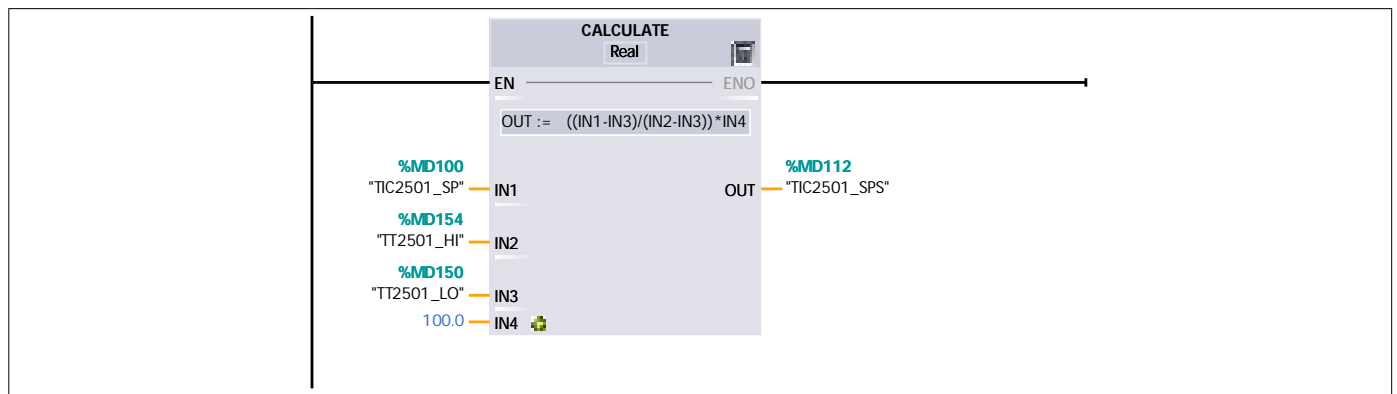 CALCULATE
Real
EN ENO
OUT := ((IN1-IN3)/(IN2-IN3))*IN4
%MD100 %MD112
"TIC2501_SP" IN1 OUT "TIC2501_SPS"
%MD154
"TT2501_HI" IN2
%MD150
"TT2501_LO" IN3
100.0 IN4